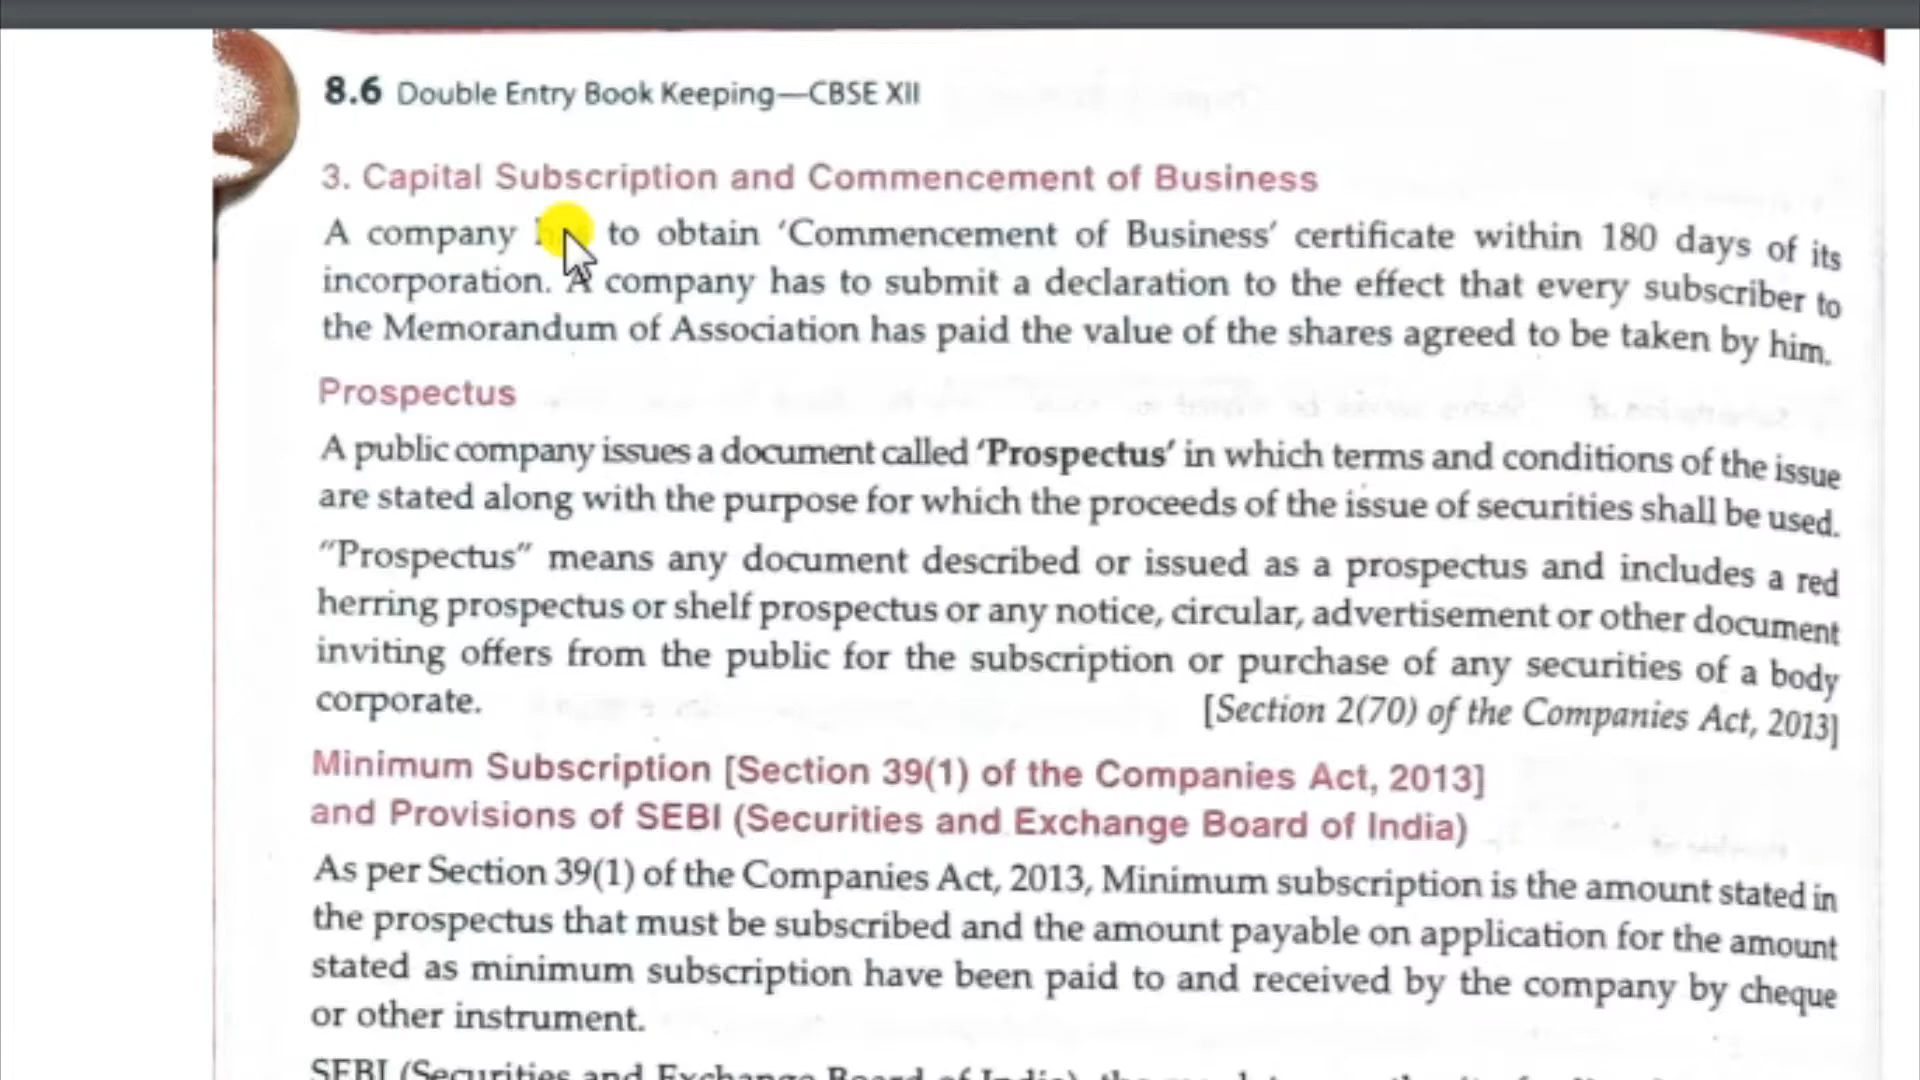 8.6 Double Entry Book Keeping—CBSE XII
3. Capital Subscription and Commencement of Business
A company has to obtain ‘Commencement of Business’ certificate within 180 days of its
incorporation. A company has to submit a declaration to the effect that every subscriber to
the Memorandum of Association has paid the value of the shares agreed to be taken by him.
Prospectus
A public company issues a document called ‘Prospectus’ in which terms and conditions of the issue
are stated along with the purpose for which the proceeds of the issue of securities shall be used.
“Prospectus” means any document described or issued as a prospectus and includes a red
herring prospectus or shelf prospectus or any notice, circular, advertisement or other document
inviting offers from the public for the subscription or purchase of any securities of a body
corporate. [Section 2(70) of the Companies Act, 2013]
Minimum Subscription [Section 39(1) of the Companies Act, 2013]
and Provisions of SEBI (Securities and Exchange Board of India)
As per Section 39(1) of the Companies Act, 2013, Minimum subscription is the amount stated in
the prospectus that must be subscribed and the amount payable on application for the amount
stated as minimum subscription have been paid to and received by the company by cheque
or other instrument.
SEBI (Securities and Exchange Board of India), the